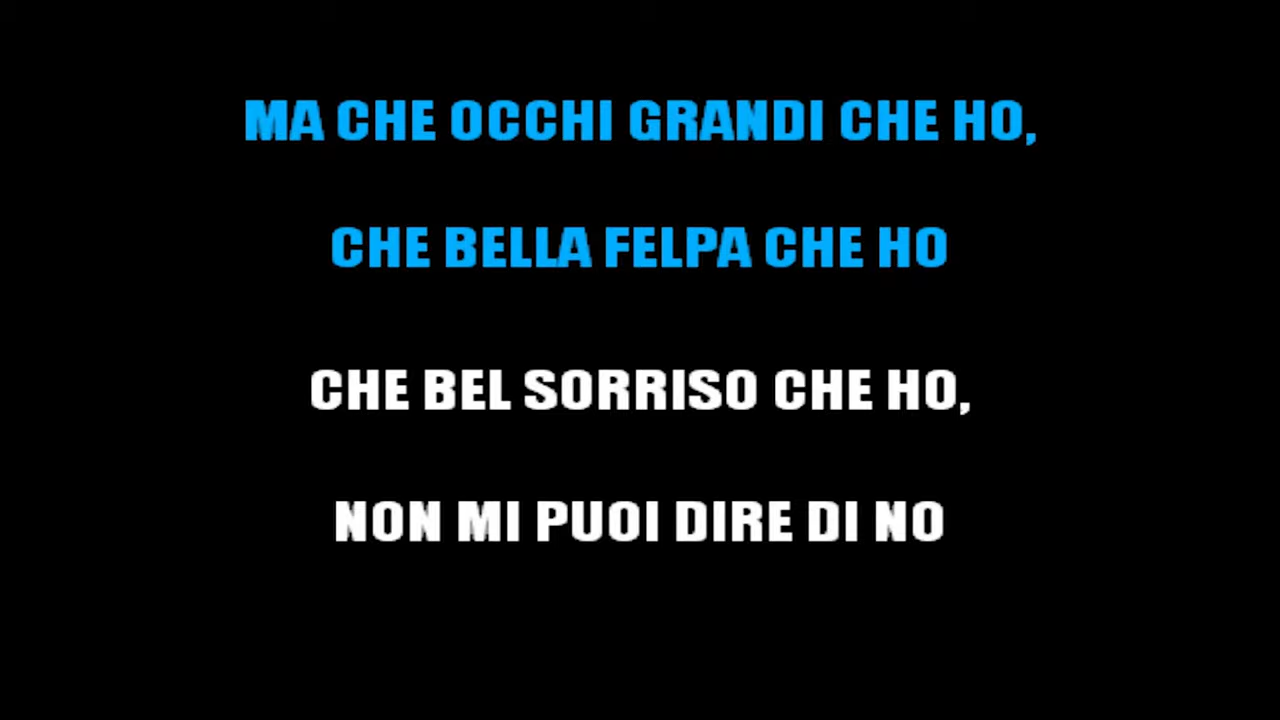 MA CHE OCCHI GRANDI CHE HO,
CHE BELLA FELPA CHE HO
CHE BEL SORRISO CHE HO,
NON MI PUOI DIRE DI NO